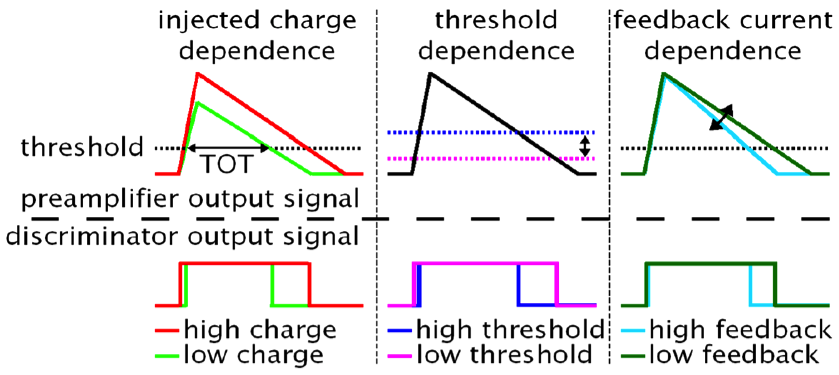 injected charge
dependence
threshold
dependence
feedback current
dependence
threshold
TOT
preamplifier output signal
discriminator output signal
high charge
low charge
high threshold
low threshold
high feedback
low feedback